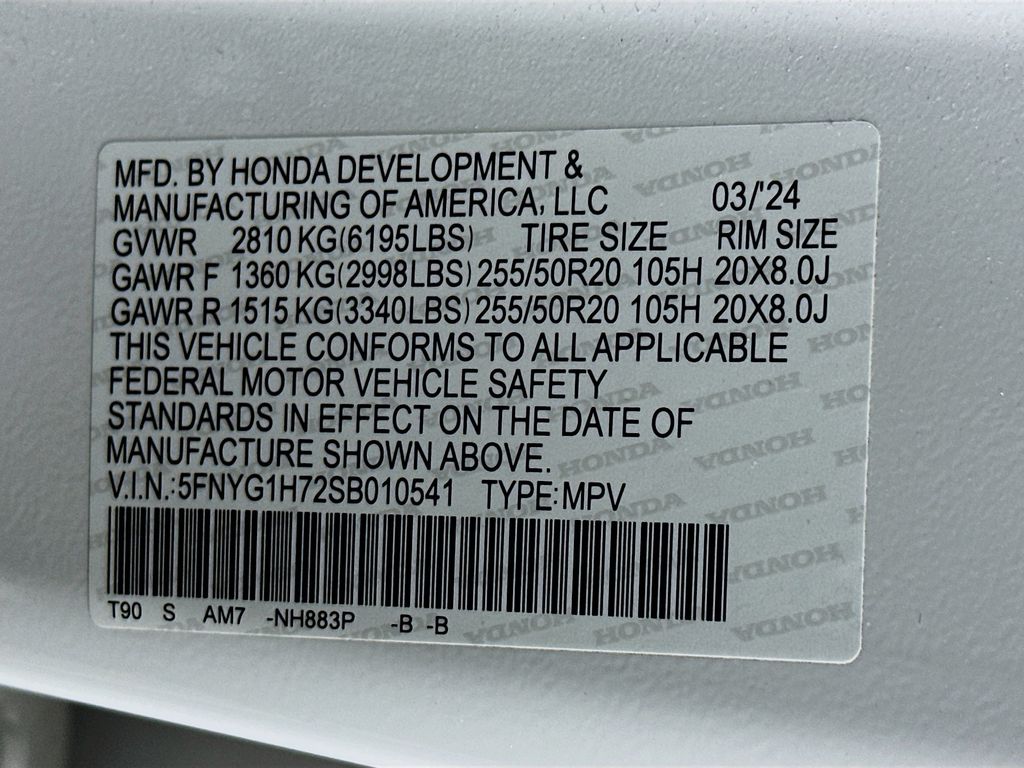 MFD. BY HONDA DEVELOPMENT &
MANUFACTURING OF AMERICA, LLC 03/'24
GVWR 2810 KG(6195LBS) TIRE SIZE RIM SIZE
GAWR F 1360 KG(2998LBS) 255/50R20 105H 20X8.0J
GAWR R 1515 KG(3340LBS) 255/50R20 105H 20X8.0J
THIS VEHICLE CONFORMS TO ALL APPLICABLE
FEDERAL MOTOR VEHICLE SAFETY
STANDARDS IN EFFECT ON THE DATE OF
MANUFACTURE SHOWN ABOVE.
V.I.N.:5FNYG1H72SB010541 TYPE:MPV
T90 S AM7 -NH883P -B -B